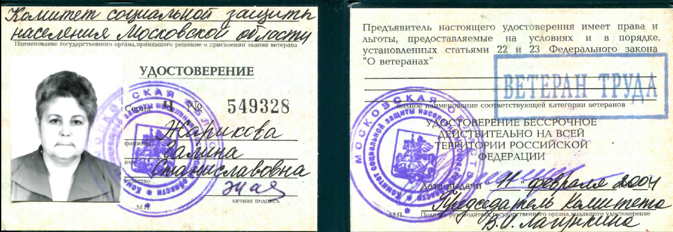 Комитет социальной защиты
населения Московской области
Наименование государственного органа, принявшего решение о присвоении звания ветерана
УДОСТОВЕРЕНИЕ
Серия Ч № 549328
Жарикова
Галина
Станиславовна
личная подпись
М.П.
Предъявитель настоящего удостоверения имеет права и
льготы, предоставляемые на условиях и в порядке,
установленных статьями 22 и 23 Федерального закона
"О ветеранах"
ВЕТЕРАН ТРУДА
полное наименование соответствующей категории ветеранов
УДОСТОВЕРЕНИЕ БЕССРОЧНОЕ
ДЕЙСТВИТЕЛЬНО НА ВСЕЙ
ТЕРРИТОРИИ РОССИЙСКОЙ
ФЕДЕРАЦИИ
Дата выдачи 11 февраля 2004
Председатель Комитета
М.П.